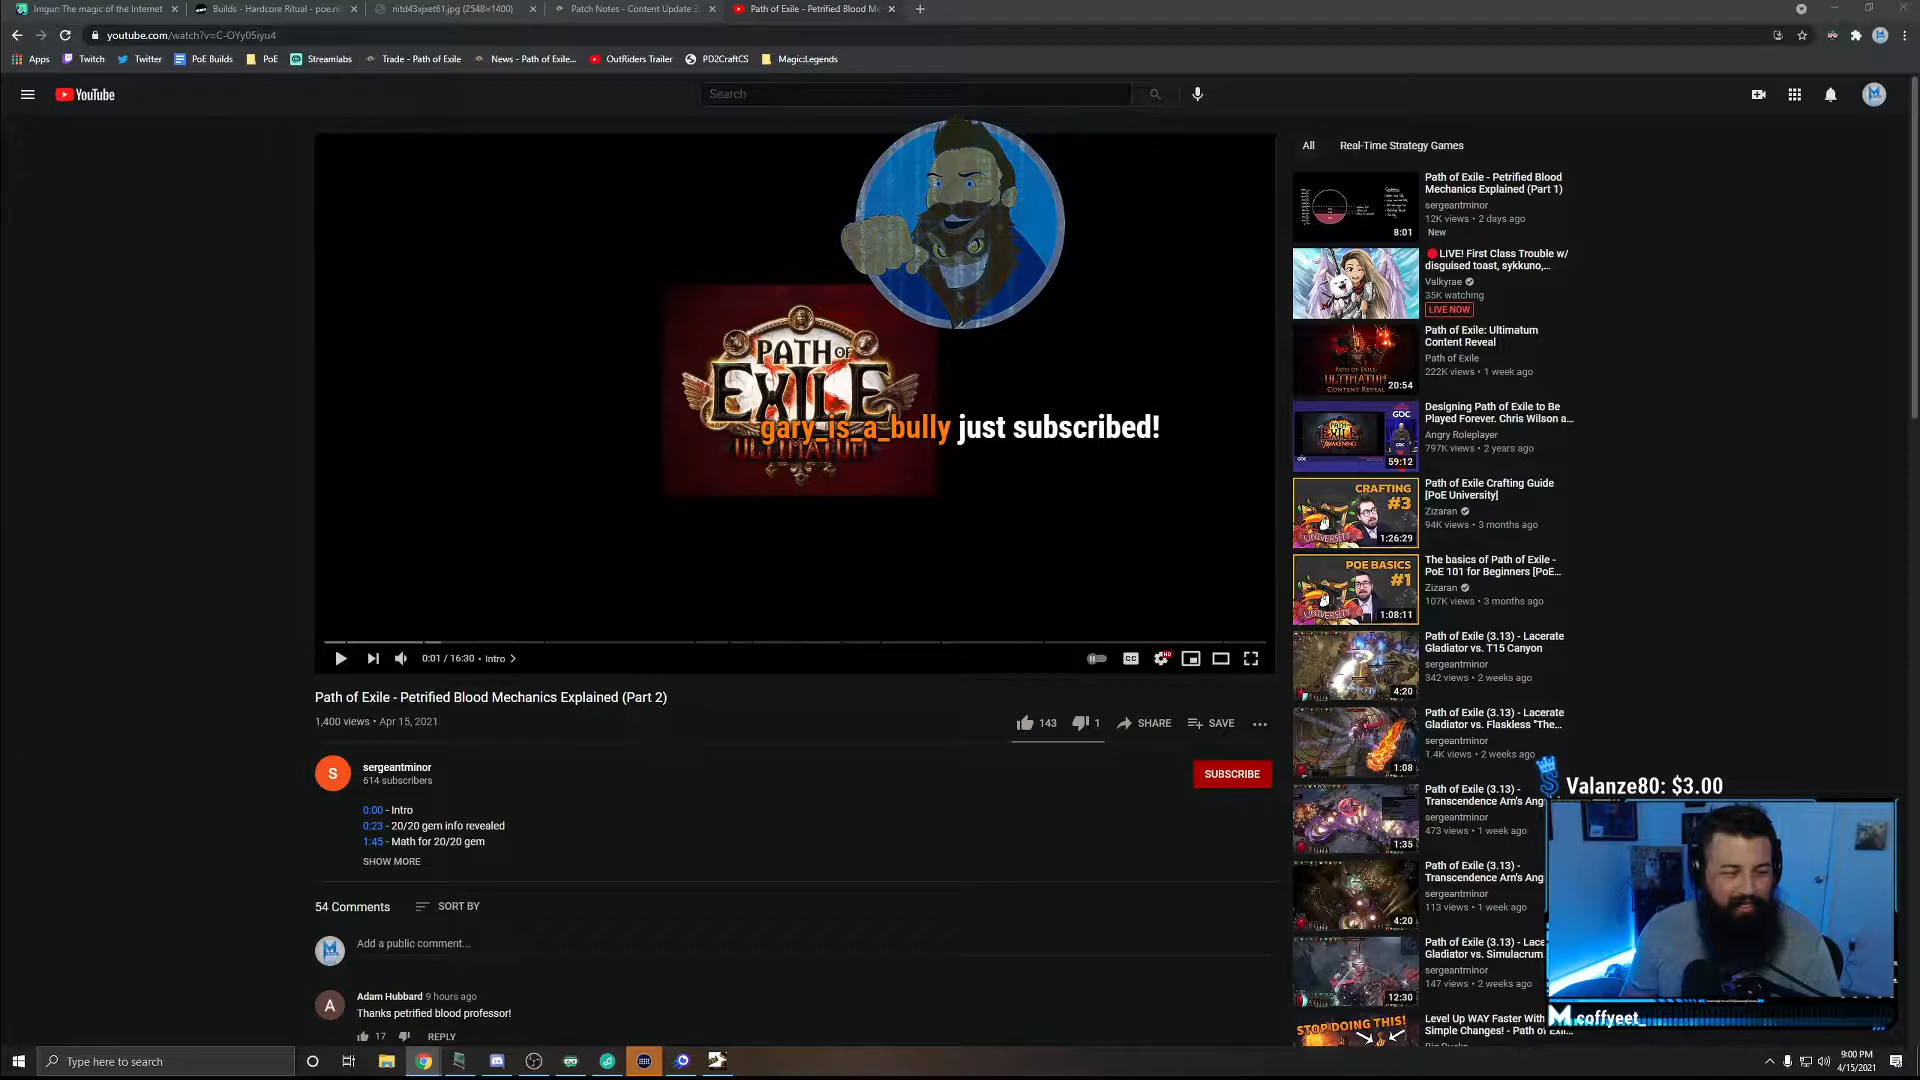 Imgur: The magic of the Internet
Builds - Hardcore Ritual - poe.ni
nitd43xjxet61.jpg (2548×1400)
Patch Notes - Content Update 3.
Path of Exile - Petrified Blood Me
youtube.com/watch?v=C-OYy05iyu4
Apps
Twitch
Twitter
PoE Builds
PoE
Streamlabs
Trade - Path of Exile
News - Path of Exile...
OutRiders Trailer
PD2CraftCS
Magic:Legends
YouTube
Search
PATH OF
EXILE
ULTIMATUM
gary_is_a_bully just subscribed!
0:01 / 16:30 • Intro
CC
HD
Path of Exile - Petrified Blood Mechanics Explained (Part 2)
1,400 views • Apr 15, 2021
143
1
SHARE
SAVE
S
sergeantminor
614 subscribers
SUBSCRIBE
0:00 - Intro
0:23 - 20/20 gem info revealed
1:45 - Math for 20/20 gem
SHOW MORE
54 Comments
SORT BY
Add a public comment...
A
Adam Hubbard 9 hours ago
Thanks petrified blood professor!
17
REPLY
All
Real-Time Strategy Games
8:01
Path of Exile - Petrified Blood
Mechanics Explained (Part 1)
sergeantminor
12K views • 2 days ago
New
LIVE! First Class Trouble w/
disguised toast, sykkuno,...
Valkyrae
35K watching
LIVE NOW
PATH OF EXILE
ULTIMATUM
CONTENT REVEAL
20:54
Path of Exile: Ultimatum
Content Reveal
Path of Exile
222K views • 1 week ago
GDC
EXILE
AWAKENING
59:12
Designing Path of Exile to Be
Played Forever. Chris Wilson a...
Angry Roleplayer
797K views • 2 years ago
CRAFTING
#3
UNIVERSITY
1:26:29
Path of Exile Crafting Guide
[PoE University]
Zizaran
94K views • 3 months ago
POE BASICS
#1
UNIVERSITY
1:08:11
The basics of Path of Exile -
PoE 101 for Beginners [PoE...
Zizaran
107K views • 3 months ago
4:20
Path of Exile (3.13) - Lacerate
Gladiator vs. T15 Canyon
sergeantminor
342 views • 2 weeks ago
1:08
Path of Exile (3.13) - Lacerate
Gladiator vs. Flaskless "The...
sergeantminor
1.4K views • 2 weeks ago
1:35
Path of Exile (3.13) -
Transcendence Arn's Ang
sergeantminor
473 views • 1 week ago
4:20
Path of Exile (3.13) -
Transcendence Arn's Ang
sergeantminor
113 views • 1 week ago
12:30
Path of Exile (3.13) - Lace
Gladiator vs. Simulacrum
sergeantminor
147 views • 2 weeks ago
STOP DOING THIS!
Level Up WAY Faster With
Simple Changes! - Path of Exil...
Valanze80: $3.00
coffyeet_
Type here to search
9:00 PM
4/15/2021